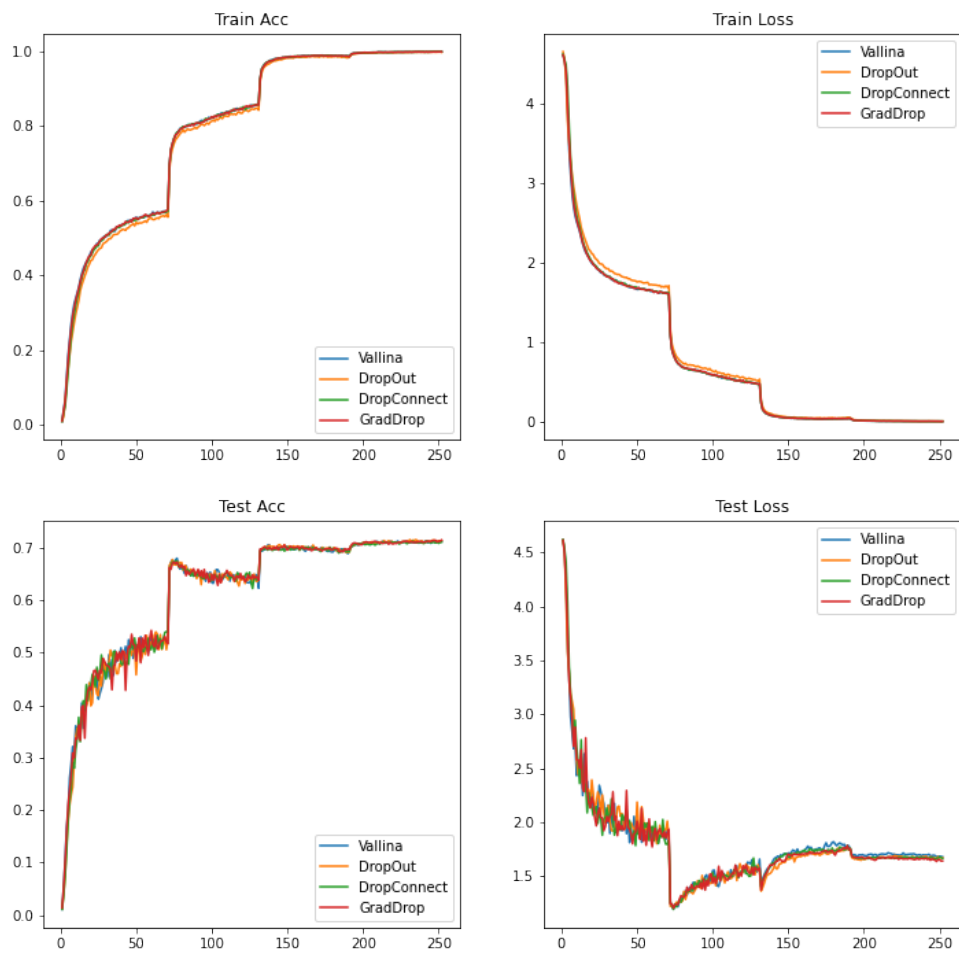 Train Acc
1.0
0.8
0.6
0.4
0.2
0.0
Vallina
DropOut
DropConnect
GradDrop
0 50 100 150 200 250
Train Loss
4
3
2
1
0
Vallina
DropOut
DropConnect
GradDrop
0 50 100 150 200 250
Test Acc
0.7
0.6
0.5
0.4
0.3
0.2
0.1
0.0
Vallina
DropOut
DropConnect
GradDrop
0 50 100 150 200 250
Test Loss
4.5
4.0
3.5
3.0
2.5
2.0
1.5
Vallina
DropOut
DropConnect
GradDrop
0 50 100 150 200 250